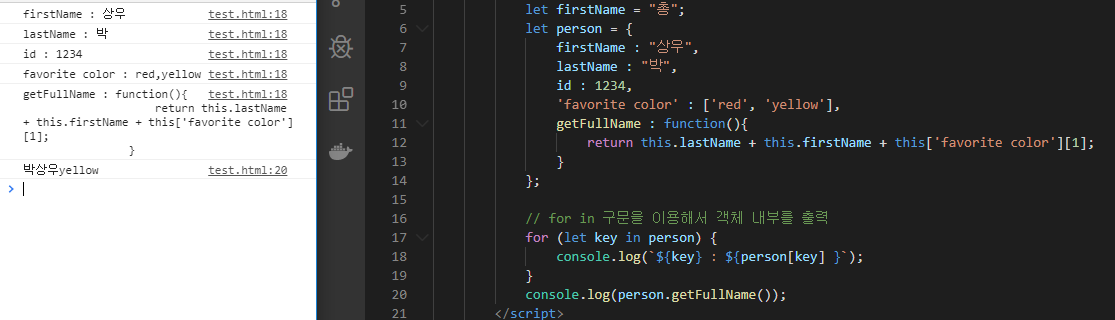 firstName : 상우 test.html:18
lastName : 박 test.html:18
id : 1234 test.html:18
favorite color : red,yellow test.html:18
getFullName : function(){ test.html:18
return this.lastName
+ this.firstName + this['favorite color']
[1];
}
박상우yellow test.html:20
>
5 let firstName = "총";
6 let person = {
7 firstName : "상우",
8 lastName : "박",
9 id : 1234,
10 'favorite color' : ['red', 'yellow'],
11 getFullName : function(){
12 return this.lastName + this.firstName + this['favorite color'][1];
13 }
14 };
15
16 // for in 구문을 이용해서 객체 내부를 출력
17 for (let key in person) {
18 console.log(`${key} : ${person[key] }`);
19 }
20 console.log(person.getFullName());
21 </script>